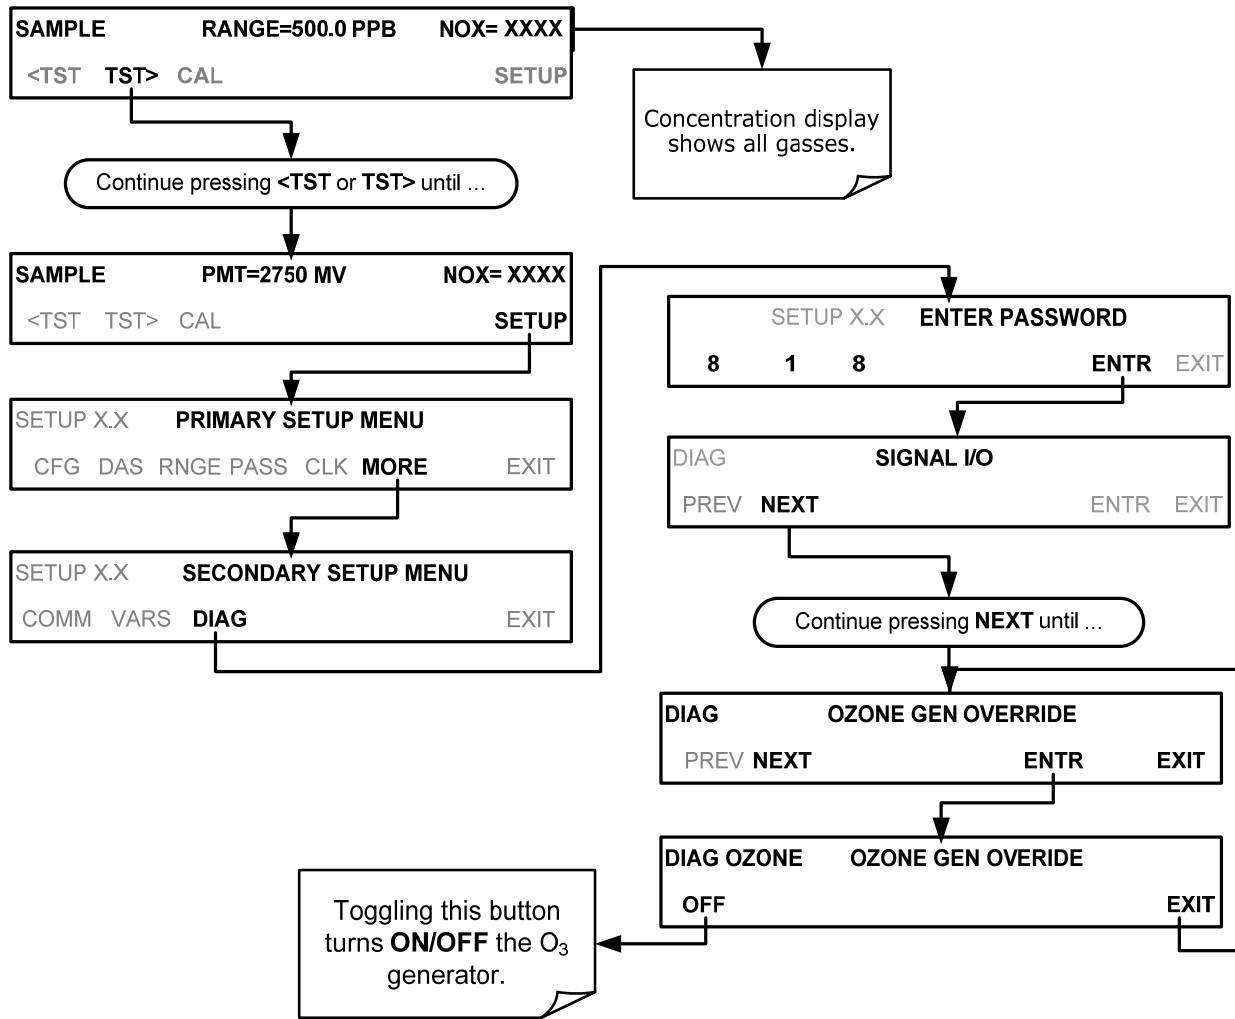 SAMPLE RANGE=500.0 PPB NOX= XXXX
<TST TST> CAL SETUP
Concentration display
shows all gasses.
Continue pressing <TST or TST> until ...
SAMPLE PMT=2750 MV NOX= XXXX
<TST TST> CAL SETUP
SETUP X.X PRIMARY SETUP MENU
CFG DAS RNGE PASS CLK MORE EXIT
SETUP X.X SECONDARY SETUP MENU
COMM VARS DIAG EXIT
SETUP X.X ENTER PASSWORD
8 1 8 ENTR EXIT
DIAG SIGNAL I/O
PREV NEXT ENTR EXIT
Continue pressing NEXT until ...
DIAG OZONE GEN OVERRIDE
PREV NEXT ENTR EXIT
DIAG OZONE OZONE GEN OVERIDE
OFF EXIT
Toggling this button
turns ON/OFF the O₃
generator.